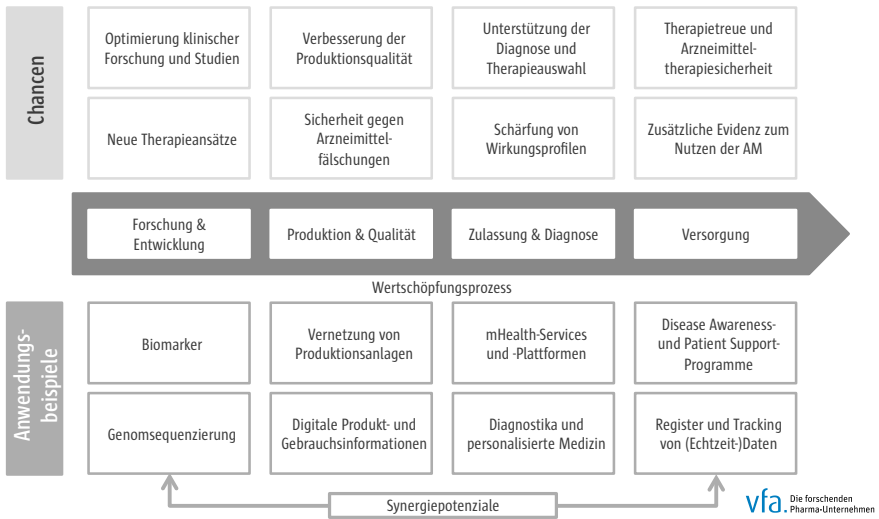 Chancen
Optimierung klinischer
Forschung und Studien
Verbesserung der
Produktionsqualität
Unterstützung der
Diagnose und
Therapieauswahl
Therapietreue und
Arzneimittel-
therapiesicherheit
Neue Therapieansätze
Sicherheit gegen
Arzneimittel-
fälschungen
Schärfung von
Wirkungsprofilen
Zusätzliche Evidenz zum
Nutzen der AM
Forschung &
Entwicklung
Produktion & Qualität
Zulassung & Diagnose
Versorgung
Wertschöpfungsprozess
Anwendungs-
beispiele
Biomarker
Vernetzung von
Produktionsanlagen
mHealth-Services
und -Plattformen
Disease Awareness-
und Patient Support-
Programme
Genomsequenzierung
Digitale Produkt- und
Gebrauchsinformationen
Diagnostika und
personalisierte Medizin
Register und Tracking
von (Echtzeit-)Daten
Synergiepotenziale
vfa.
Die forschenden
Pharma-Unternehmen